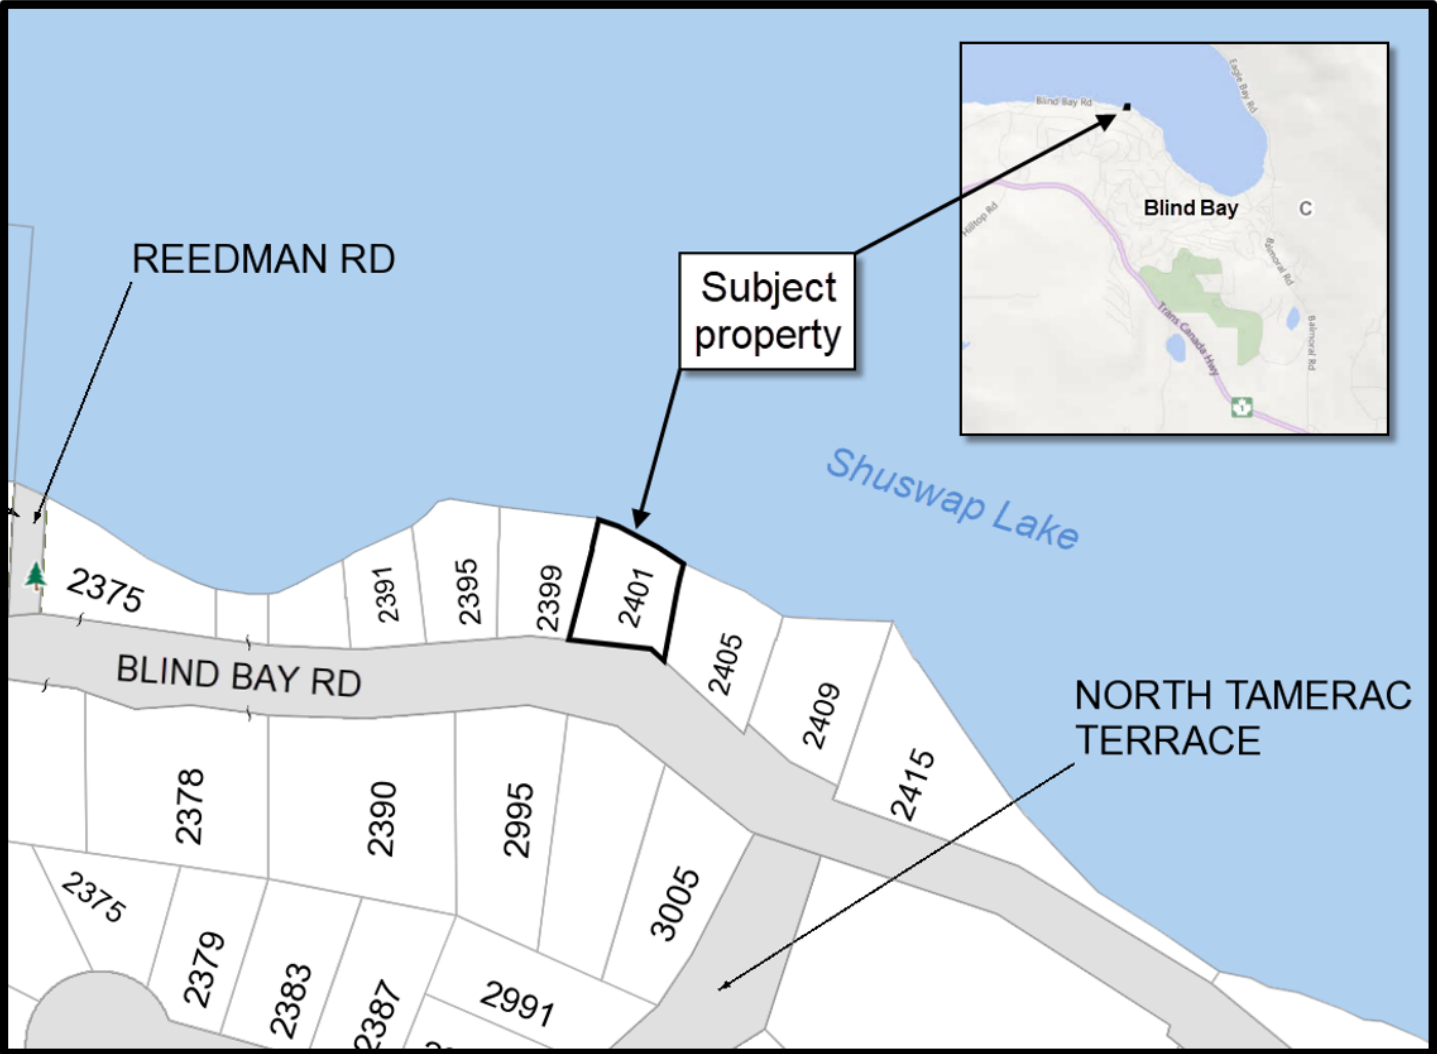 Blind Bay Rd
Eagle Bay Rd
Hilltop Rd
Blind Bay
C
Balmoral Rd
Trans Canada Hwy
Balmoral Rd
1
REEDMAN RD
Subject
property
Shuswap Lake
2375
2391
2395
2399
2401
2405
2409
2415
BLIND BAY RD
NORTH TAMERAC
TERRACE
2378
2390
2995
3005
2375
2379
2383
2387
2991